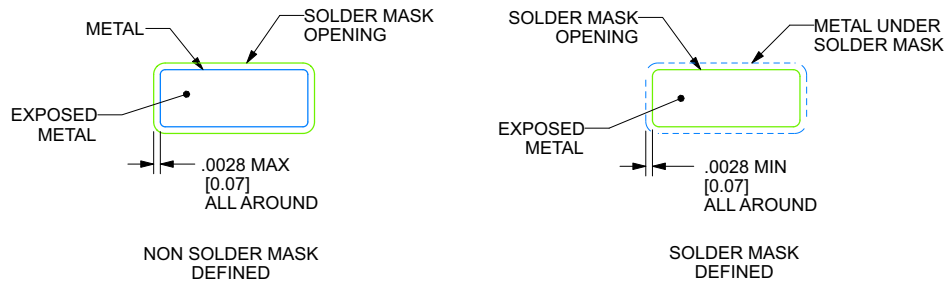 METAL
SOLDER MASK
OPENING
EXPOSED
METAL
.0028 MAX
[0.07]
ALL AROUND
NON SOLDER MASK
DEFINED
SOLDER MASK
OPENING
METAL UNDER
SOLDER MASK
EXPOSED
METAL
.0028 MIN
[0.07]
ALL AROUND
SOLDER MASK
DEFINED